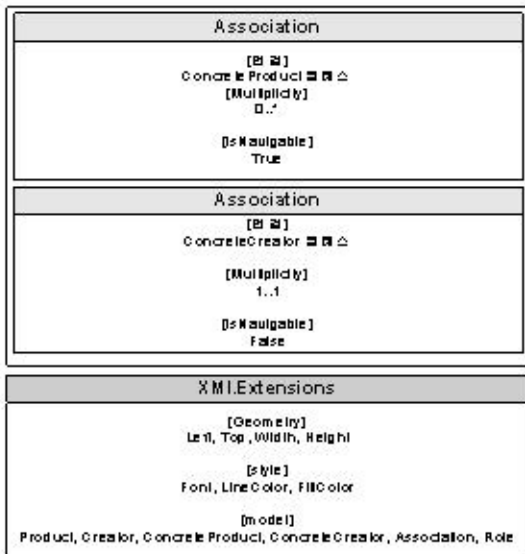 Association
[연결]
ConcreteProduct 클래스
[Multiplicity]
0..*
[isNavigable]
True
Association
[연결]
ConcreteCreator 클래스
[Multiplicity]
1..1
[isNavigable]
False
XMI.Extensions
[Geometry]
Left, Top, Width, Height
[style]
Font, LineColor, FillColor
[model]
Product, Creator, ConcreteProduct, ConcreteCreator, Association, Role